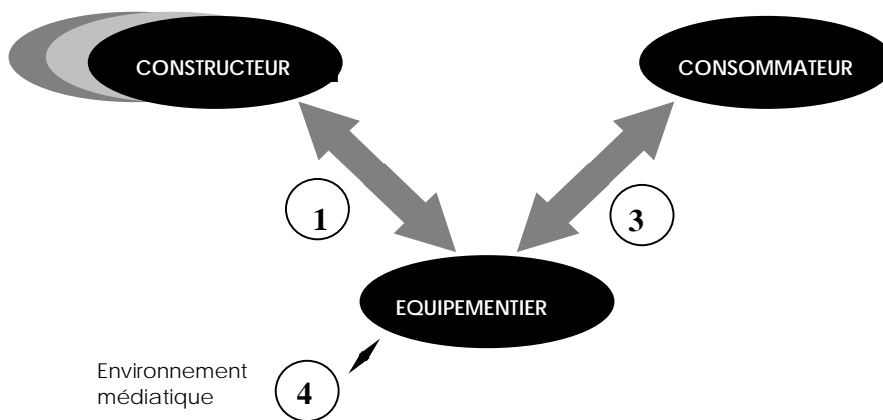 CONSTRUCTEUR
CONSOMMATEUR
1
3
EQUIPEMENTIER
Environnement
médiatique
4